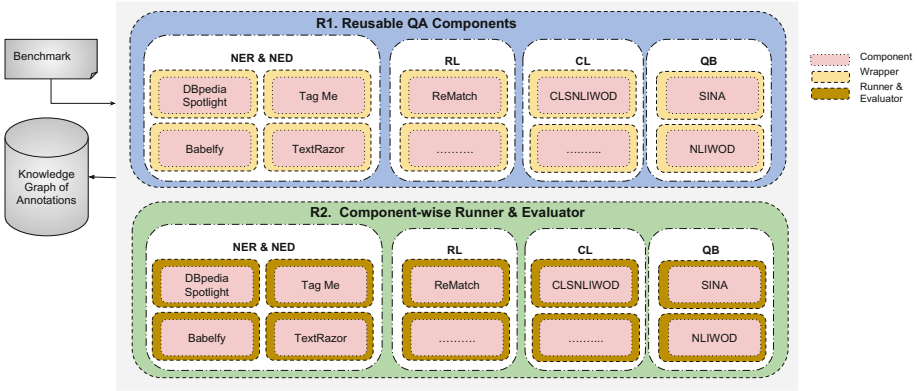 R1. Reusable QA Components
Benchmark
NER & NED
RL
CL
QB
DBpedia
Spotlight
Tag Me
ReMatch
CLSNLIWOD
SINA
Babelfy
TextRazor
..........
.........
NLIWOD
Component
Wrapper
Runner &
Evaluator
Knowledge
Graph of
Annotations
R2. Component-wise Runner & Evaluator
NER & NED
RL
CL
QB
DBpedia
Spotlight
Tag Me
ReMatch
CLSNLIWOD
SINA
Babelfy
TextRazor
..........
.........
NLIWOD